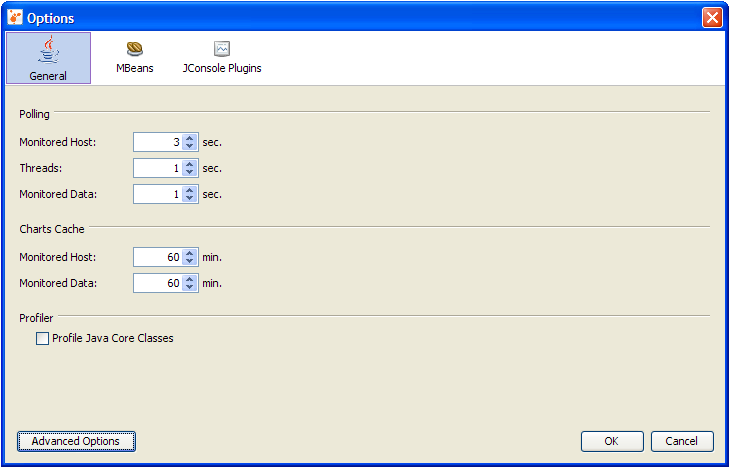 Options
General
MBeans
JConsole Plugins
Polling
Monitored Host: 3 sec.
Threads: 1 sec.
Monitored Data: 1 sec.
Charts Cache
Monitored Host: 60 min.
Monitored Data: 60 min.
Profiler
Profile Java Core Classes
Advanced Options
OK
Cancel